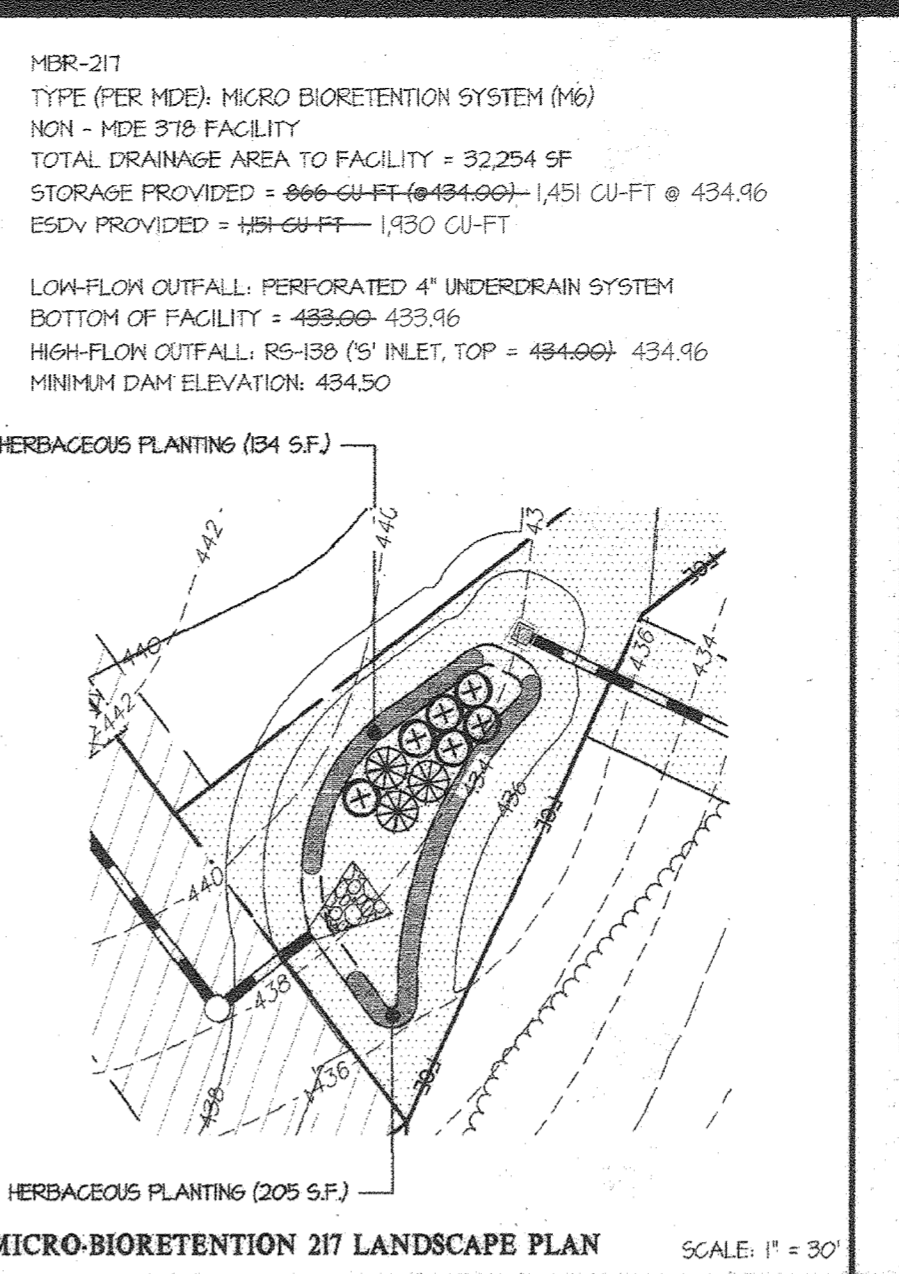 MBR-217
TYPE (PER MDE): MICRO BIORETENTION SYSTEM (M6)
NON - MDE 378 FACILITY
TOTAL DRAINAGE AREA TO FACILITY = 32,254 SF
STORAGE PROVIDED = 866 CU-FT (@434.00) 1,451 CU-FT @ 434.96
ESDv PROVIDED = 1,151 CU-FT 1,930 CU-FT
LOW-FLOW OUTFALL: PERFORATED 4" UNDERDRAIN SYSTEM
BOTTOM OF FACILITY = 433.00 433.96
HIGH-FLOW OUTFALL: RS-138 ('S' INLET, TOP = 434.00) 434.96
MINIMUM DAM ELEVATION: 434.50
HERBACEOUS PLANTING (134 S.F.)
442
440
43
440
442
436
434
434
436
440
438
436
438
HERBACEOUS PLANTING (205 S.F.)
MICRO-BIORETENTION 217 LANDSCAPE PLAN
SCALE: 1" = 30'